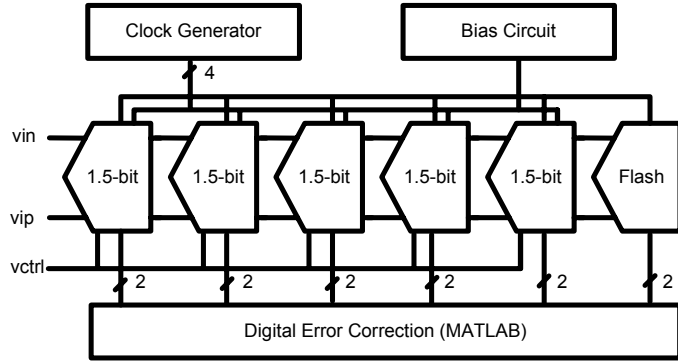 Clock Generator
Bias Circuit
4
vin
1.5-bit
1.5-bit
1.5-bit
1.5-bit
1.5-bit
Flash
vip
vctrl
2
2
2
2
2
2
Digital Error Correction (MATLAB)